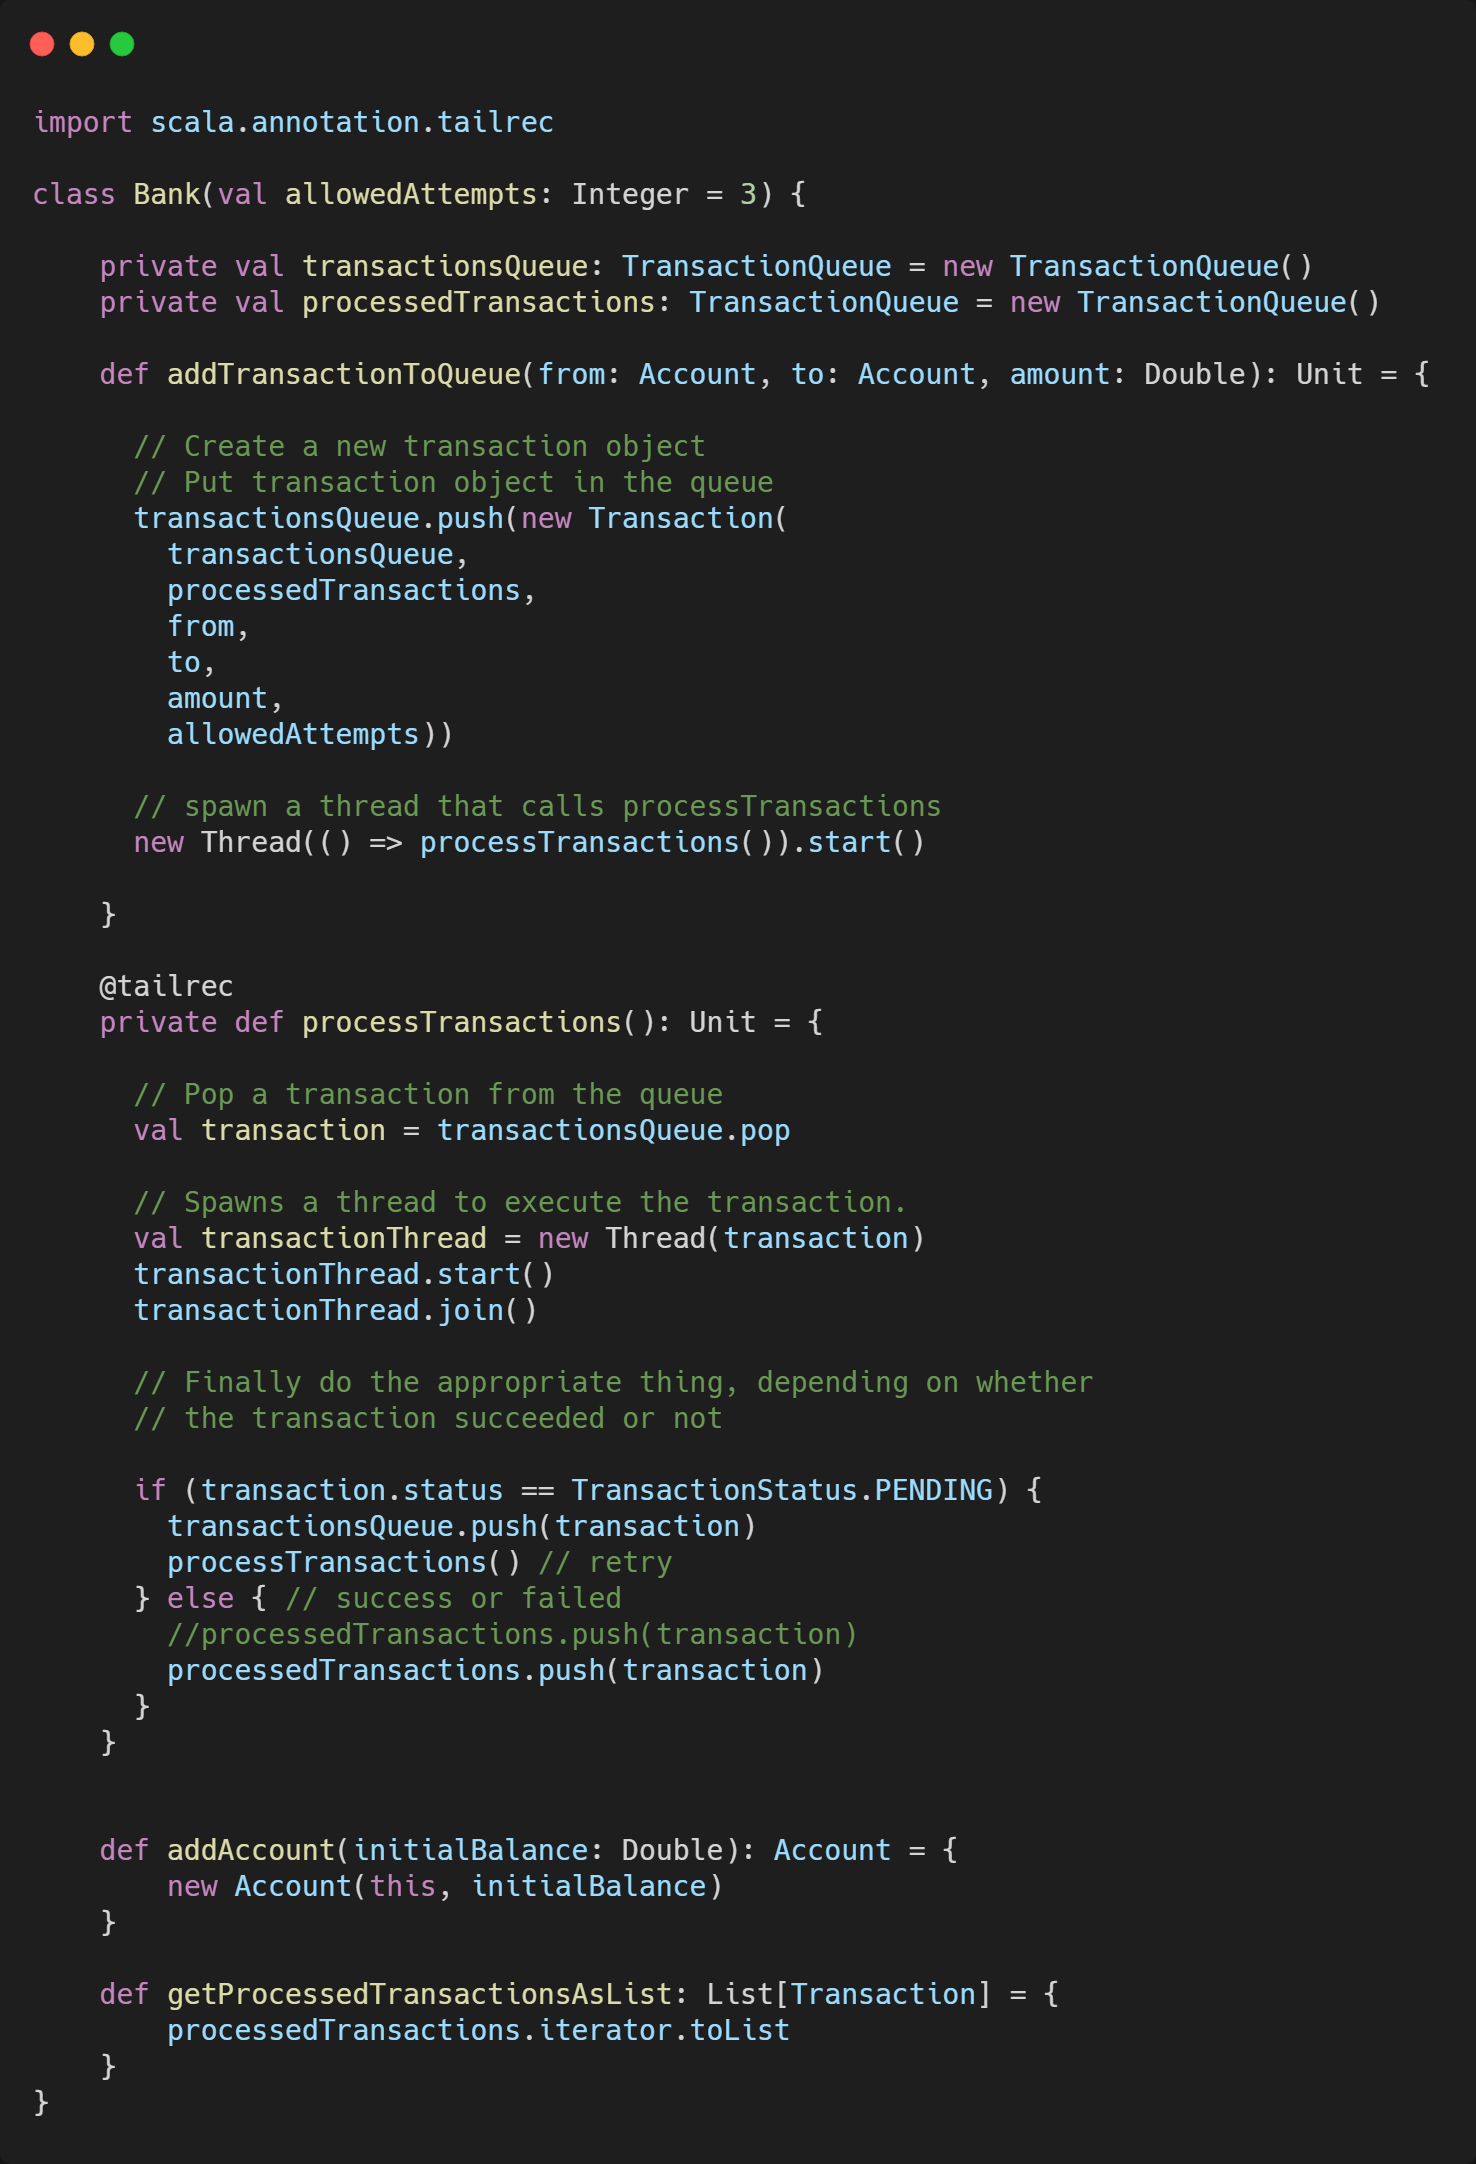 import scala.annotation.tailrec
class Bank(val allowedAttempts: Integer = 3) {
    private val transactionsQueue: TransactionQueue = new TransactionQueue()
    private val processedTransactions: TransactionQueue = new TransactionQueue()
    def addTransactionToQueue(from: Account, to: Account, amount: Double): Unit = {
      // Create a new transaction object
      // Put transaction object in the queue
      transactionsQueue.push(new Transaction(
        transactionsQueue,
        processedTransactions,
        from,
        to,
        amount,
        allowedAttempts))
      // spawn a thread that calls processTransactions
      new Thread(() => processTransactions()).start()
    }
    @tailrec
    private def processTransactions(): Unit = {
      // Pop a transaction from the queue
      val transaction = transactionsQueue.pop
      // Spawns a thread to execute the transaction.
      val transactionThread = new Thread(transaction)
      transactionThread.start()
      transactionThread.join()
      // Finally do the appropriate thing, depending on whether
      // the transaction succeeded or not
      if (transaction.status == TransactionStatus.PENDING) {
        transactionsQueue.push(transaction)
        processTransactions() // retry
      } else { // success or failed
        //processedTransactions.push(transaction)
        processedTransactions.push(transaction)
      }
    }
    def addAccount(initialBalance: Double): Account = {
        new Account(this, initialBalance)
    }
    def getProcessedTransactionsAsList: List[Transaction] = {
        processedTransactions.iterator.toList
    }
}